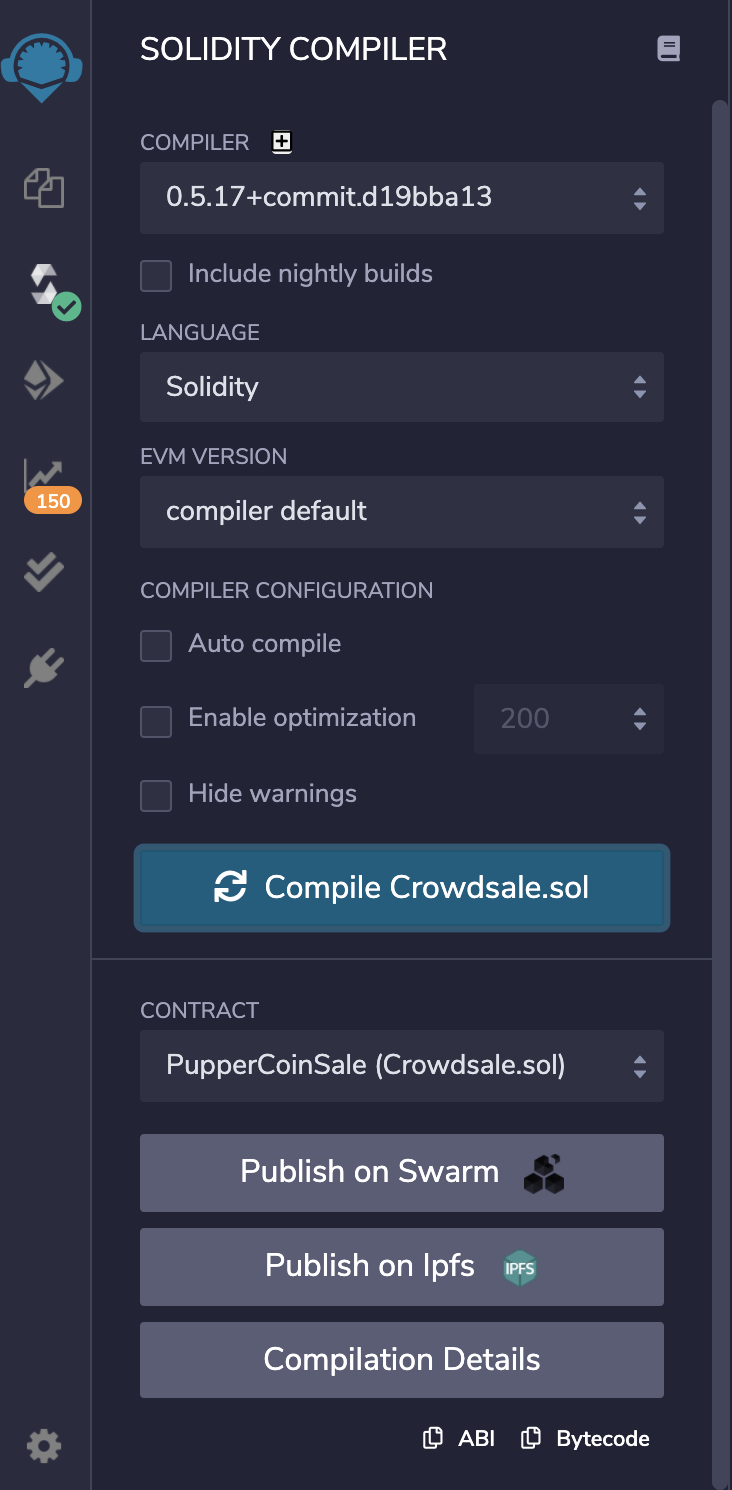 SOLIDITY COMPILER
COMPILER
0.5.17+commit.d19bba13
Include nightly builds
LANGUAGE
Solidity
EVM VERSION
compiler default
150
COMPILER CONFIGURATION
Auto compile
Enable optimization 200
Hide warnings
Compile Crowdsale.sol
CONTRACT
PupperCoinSale (Crowdsale.sol)
Publish on Swarm
Publish on Ipfs IPFS
Compilation Details
ABI Bytecode